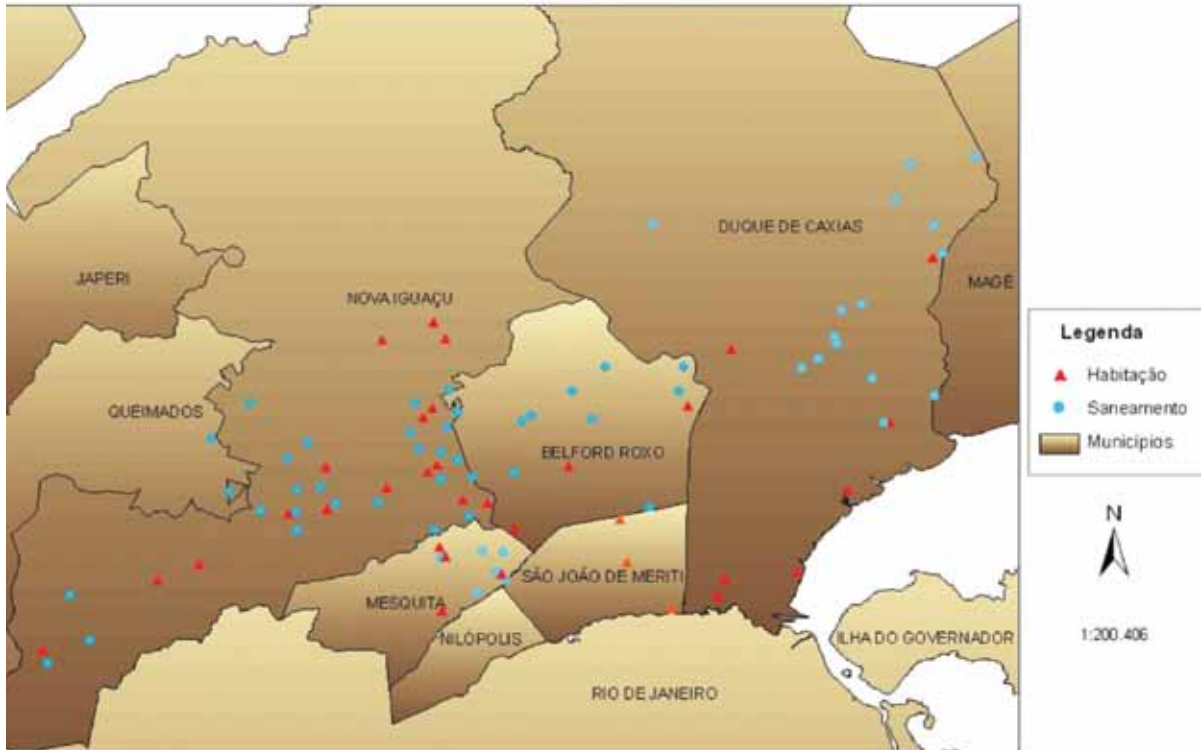 DUQUE DE CAXIAS
JAPERI
MAGÉ
NOVA IGUAÇU
QUEIMADOS
BELFORD ROXO
SÃO JOÃO DE MERITI
MESQUITA
NILÓPOLIS
ILHA DO GOVERNADOR
RIO DE JANEIRO
Legenda
Habitação
Saneamento
Municípios
N
1:200.406